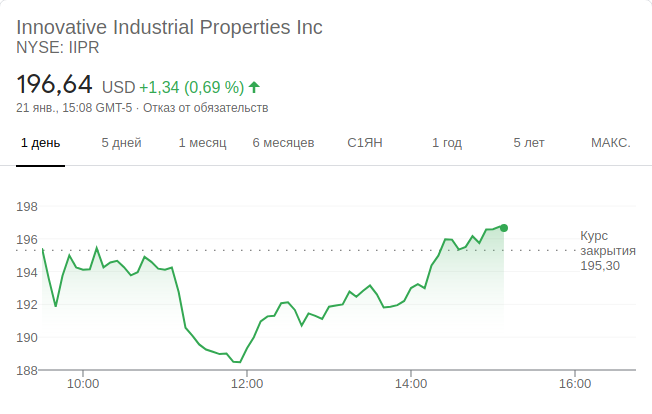 Innovative Industrial Properties Inc
NYSE: IIPR
196,64 USD +1,34 (0,69 %)
21 янв., 15:08 GMT-5 · Отказ от обязательств
1 день 5 дней 1 месяц 6 месяцев С1ЯН 1 год 5 лет МАКС.
198
196
194
192
190
188
Курс
закрытия
195,30
10:00 12:00 14:00 16:00